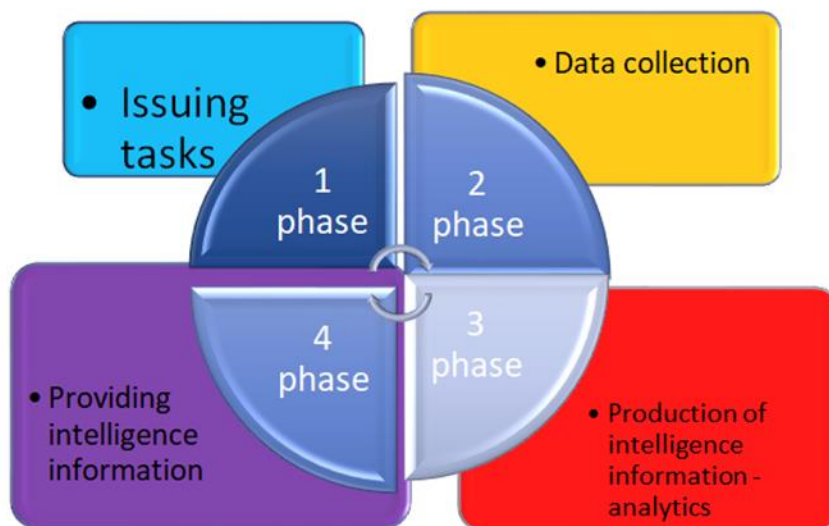 • Issuing
tasks
• Data collection
1
phase
2
phase
4
phase
3
phase
• Providing
intelligence
information
• Production of
intelligence
information -
analytics